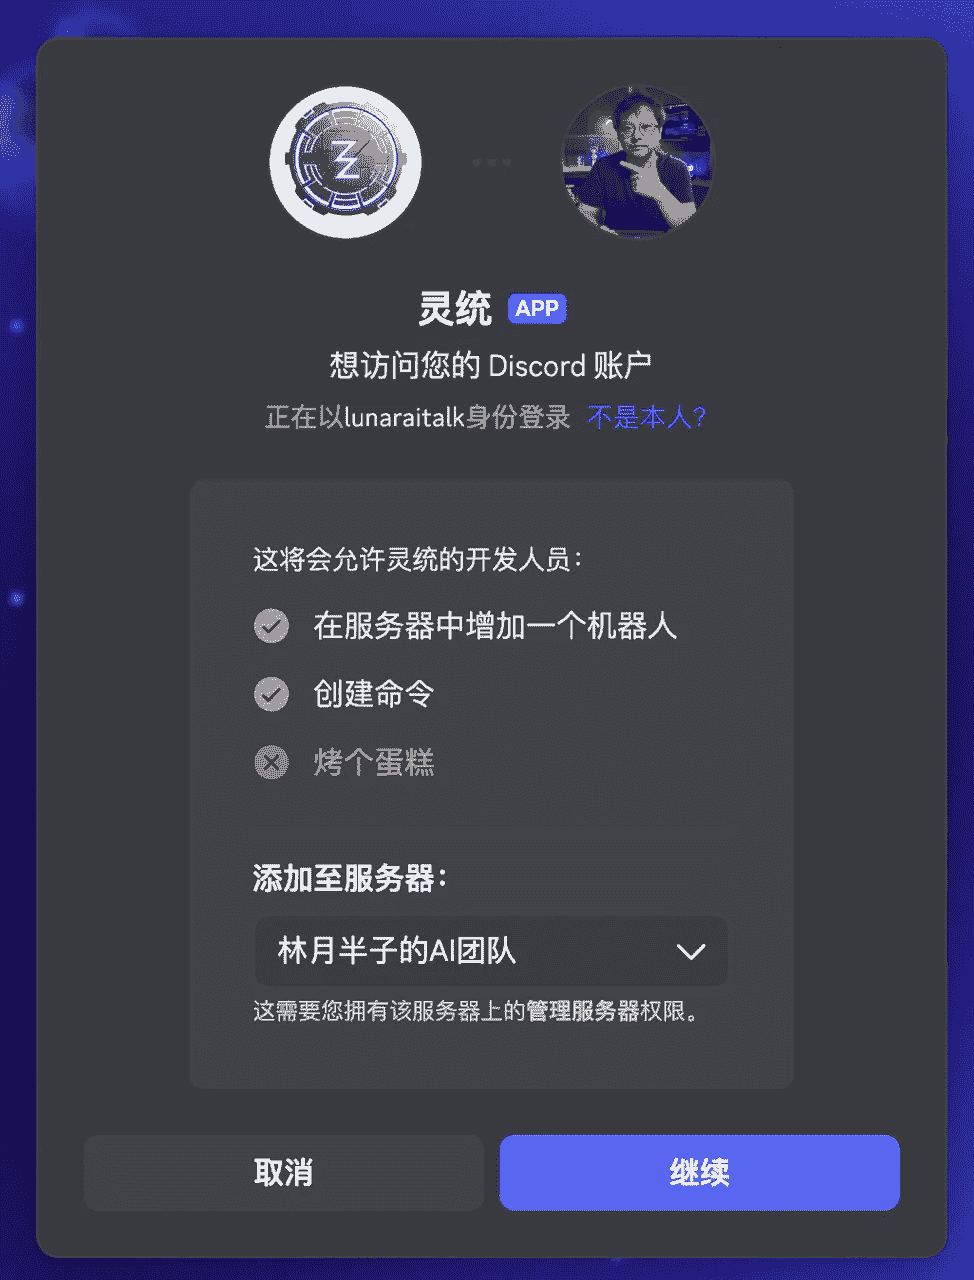 灵统 APP
想访问您的 Discord 账户
正在以lunaraitalk身份登录 不是本人?
这将会允许灵统的开发人员:
在服务器中增加一个机器人
创建命令
烤个蛋糕
添加至服务器:
林月半子的AI团队
这需要您拥有该服务器上的管理服务器权限。
取消 继续